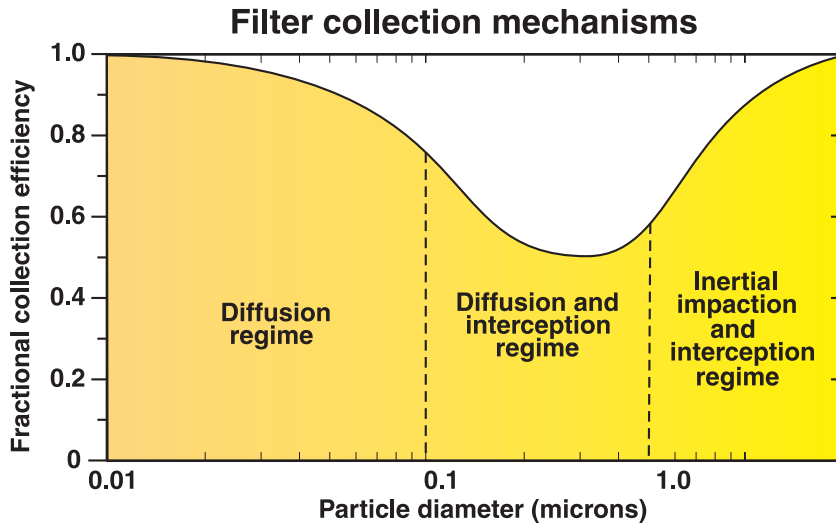 Filter collection mechanisms
Fractional collection efficiency
1.0
0.8
0.6
0.4
0.2
0
Diffusion
regime
Diffusion and
interception
regime
Inertial
impaction
and
interception
regime
0.01
0.1
1.0
Particle diameter (microns)